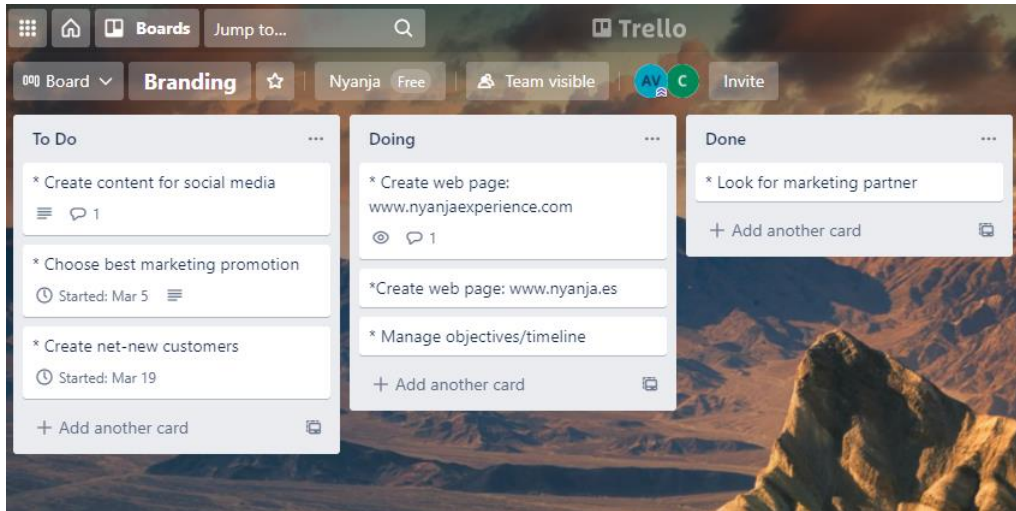 Boards Jump to... Trello
Board Branding Nyanja Free Team visible AV C Invite
To Do
* Create content for social media
1
* Choose best marketing promotion
Started: Mar 5
* Create net-new customers
Started: Mar 19
+ Add another card
Doing
* Create web page:
www.nyanjaexperience.com
1
*Create web page: www.nyanja.es
* Manage objectives/timeline
+ Add another card
Done
* Look for marketing partner
+ Add another card